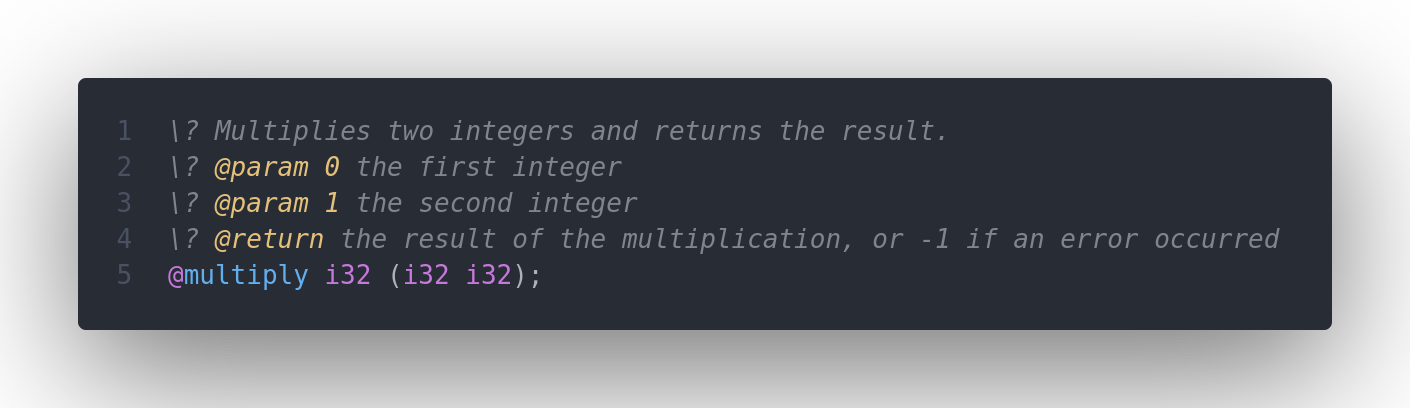 1 \? Multiplies two integers and returns the result.
2 \? @param 0 the first integer
3 \? @param 1 the second integer
4 \? @return the result of the multiplication, or -1 if an error occurred
5 @multiply i32 (i32 i32);